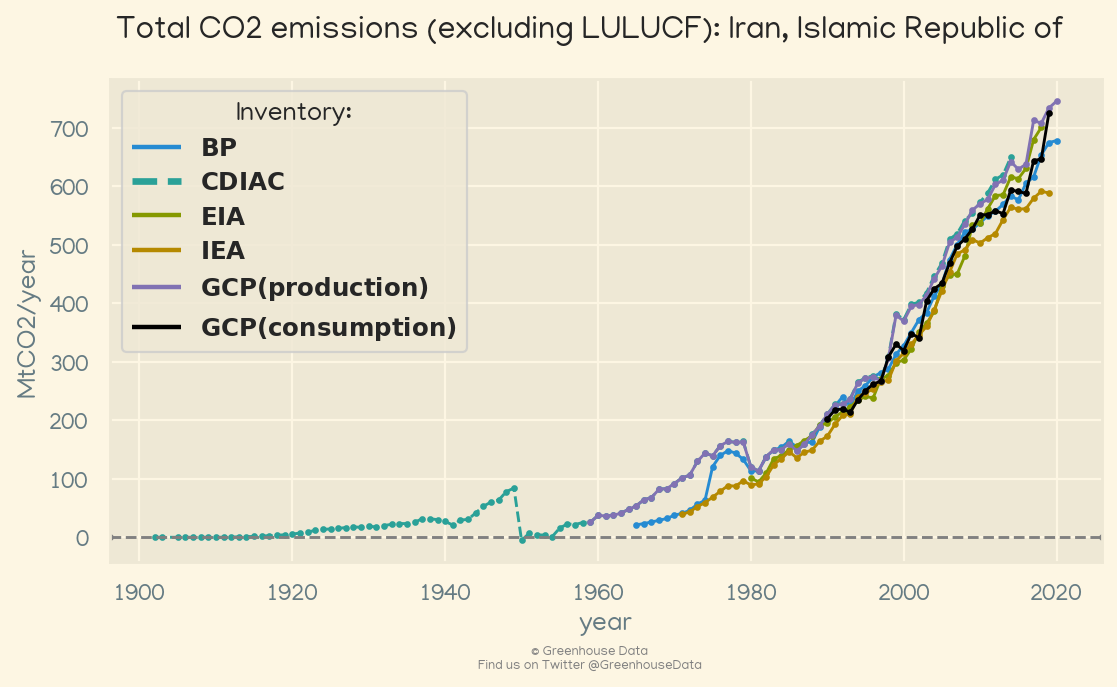 Total CO2 emissions (excluding LULUCF): Iran, Islamic Republic of
Inventory:
BP
CDIAC
EIA
IEA
GCP(production)
GCP(consumption)
MtCO2/year
700
600
500
400
300
200
100
0
1900 1920 1940 1960 1980 2000 2020
year
© Greenhouse Data
Find us on Twitter @GreenhouseData